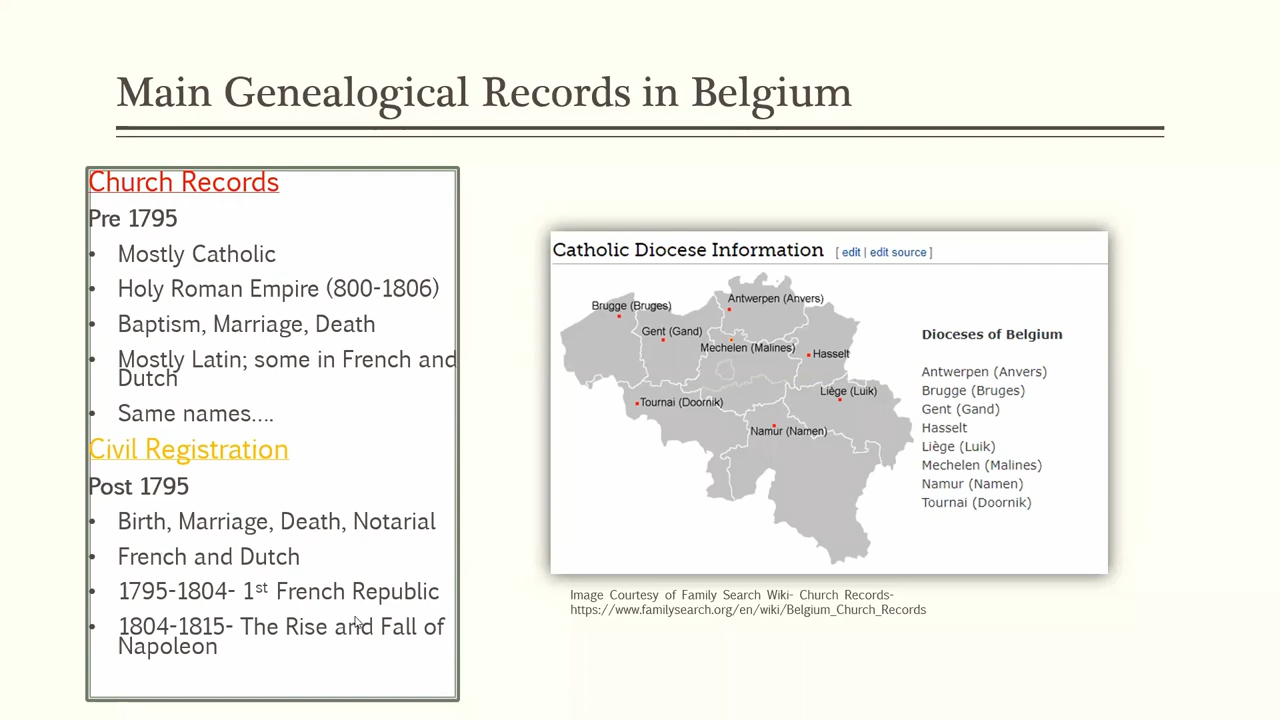 Main Genealogical Records in Belgium
Church Records
Pre 1795
• Mostly Catholic
• Holy Roman Empire (800-1806)
• Baptism, Marriage, Death
• Mostly Latin; some in French and
Dutch
• Same names....
Civil Registration
Post 1795
• Birth, Marriage, Death, Notarial
• French and Dutch
• 1795-1804- 1st French Republic
• 1804-1815- The Rise and Fall of
Napoleon
Catholic Diocese Information [ edit | edit source ]
Brugge (Bruges)
Antwerpen (Anvers)
Gent (Gand)
Mechelen (Malines)
Hasselt
Tournai (Doornik)
Liège (Luik)
Namur (Namen)
Dioceses of Belgium
Antwerpen (Anvers)
Brugge (Bruges)
Gent (Gand)
Hasselt
Liège (Luik)
Mechelen (Malines)
Namur (Namen)
Tournai (Doornik)
Image Courtesy of Family Search Wiki- Church Records-
https://www.familysearch.org/en/wiki/Belgium_Church_Records